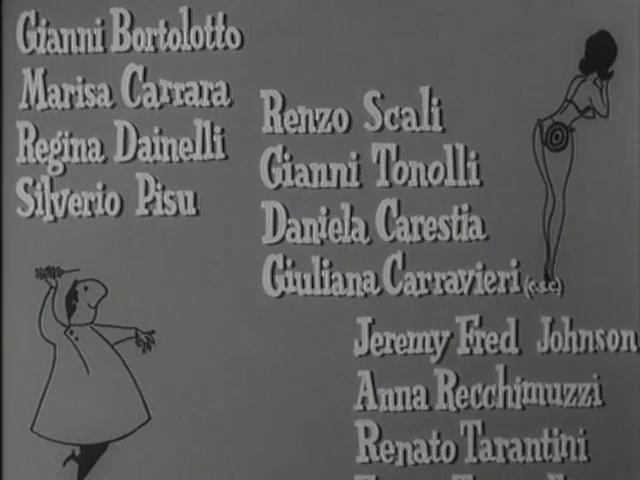 Gianni Bortolotto
Marisa Carrara
Regina Dainelli
Silverio Pisu
Renzo Scali
Gianni Tonolli
Daniela Carestia
Giuliana Carravieri (c.s.c)
Jeremy Fred Johnson
Anna Recchimuzzi
Renato Tarantini